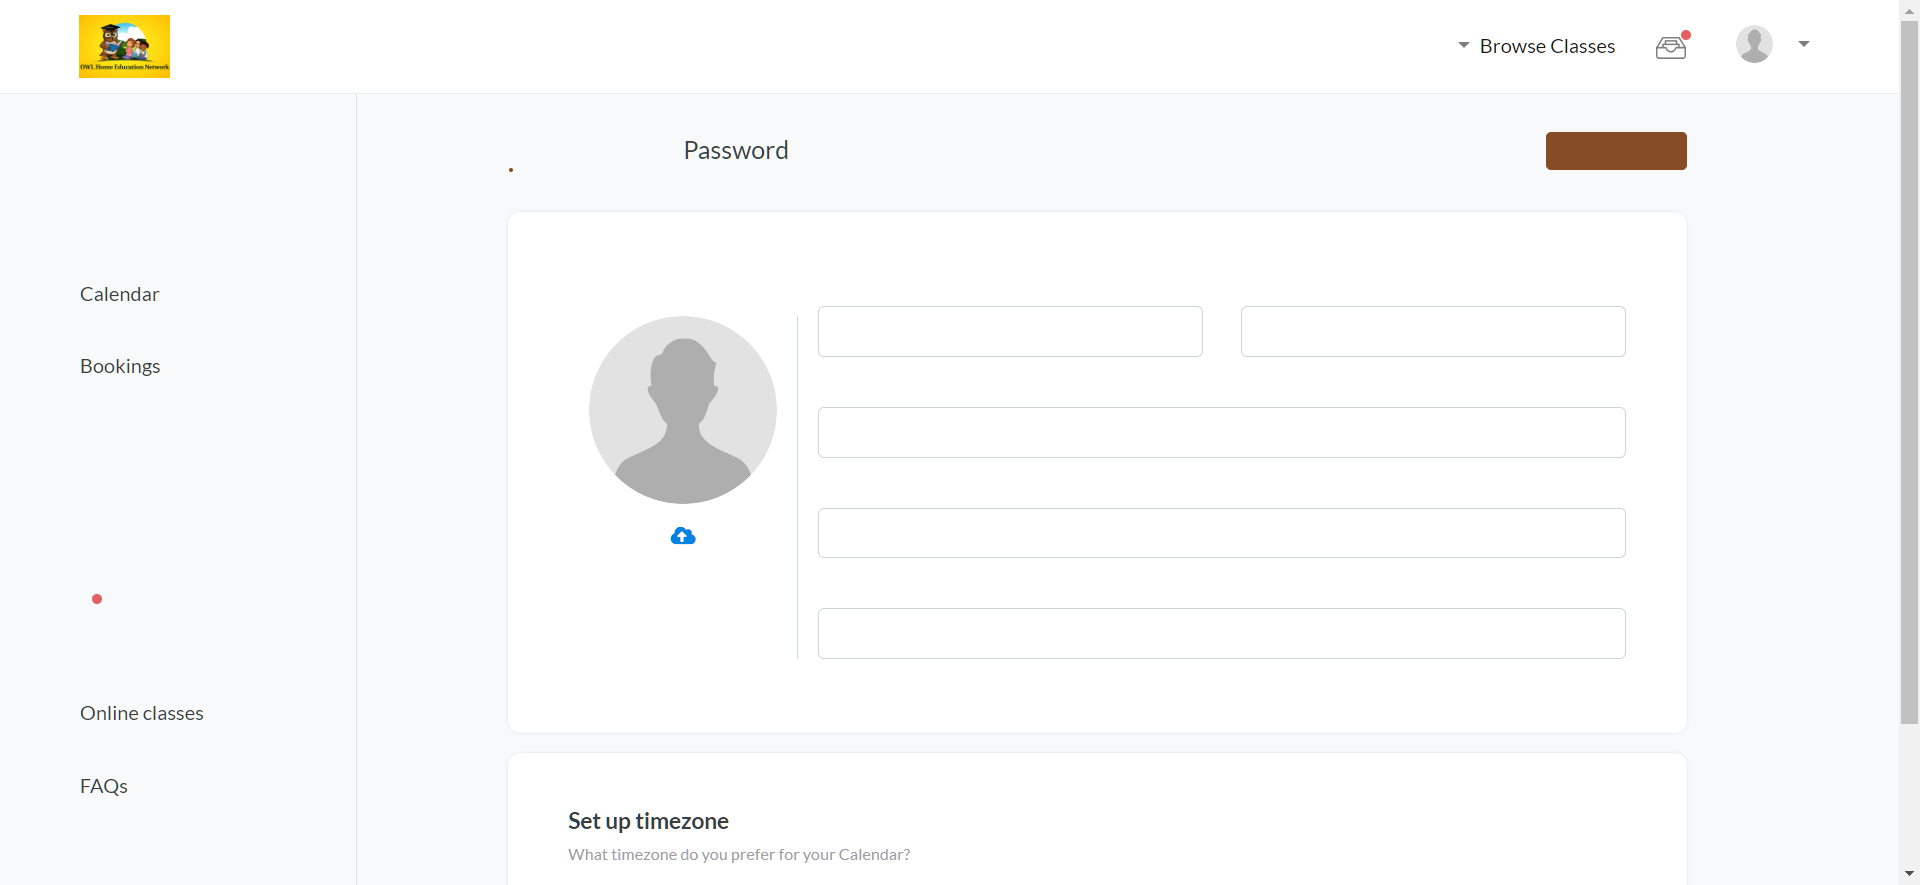 OWL Home Education Network
Browse Classes
Password
Calendar
Bookings
Online classes
FAQs
Set up timezone
What timezone do you prefer for your Calendar?